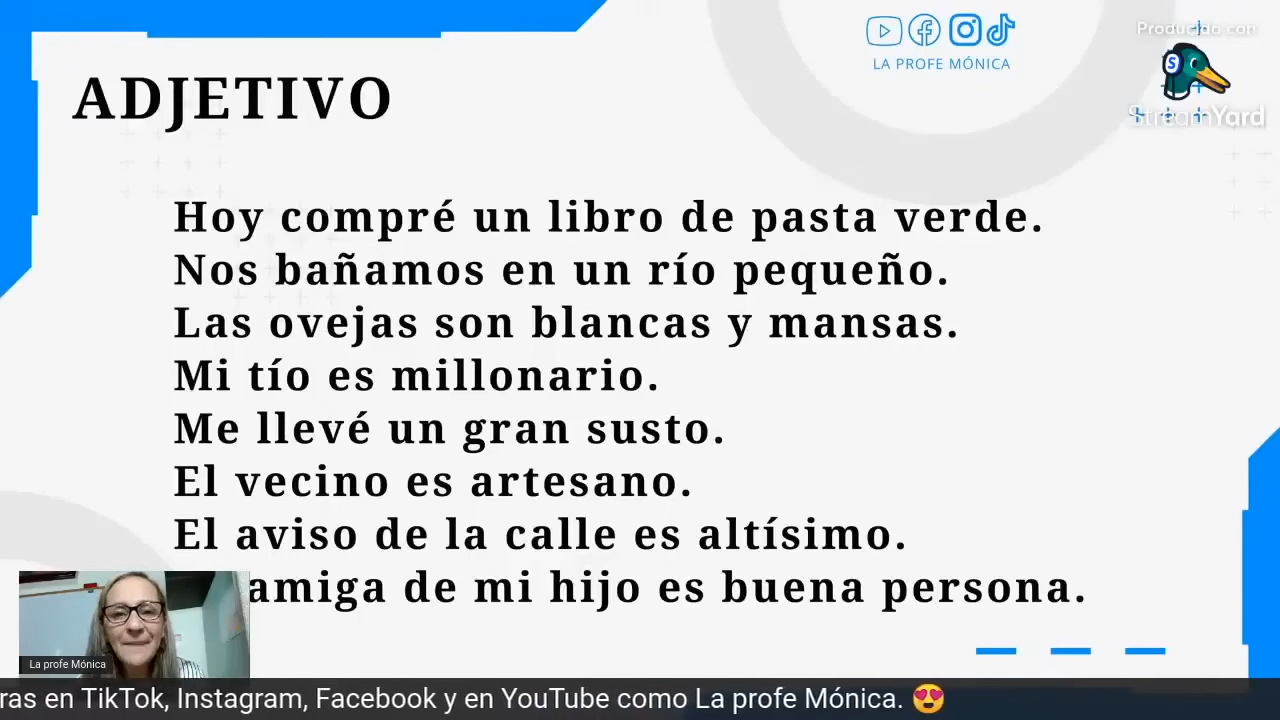 LA PROFE MÓNICA
Producido con
S
StreamYard
ADJETIVO
Hoy compré un libro de pasta verde.
Nos bañamos en un río pequeño.
Las ovejas son blancas y mansas.
Mi tío es millonario.
Me llevé un gran susto.
El vecino es artesano.
El aviso de la calle es altísimo.
amiga de mi hijo es buena persona.
La profe Mónica
ras en TikTok, Instagram, Facebook y en YouTube como La profe Mónica. 😍